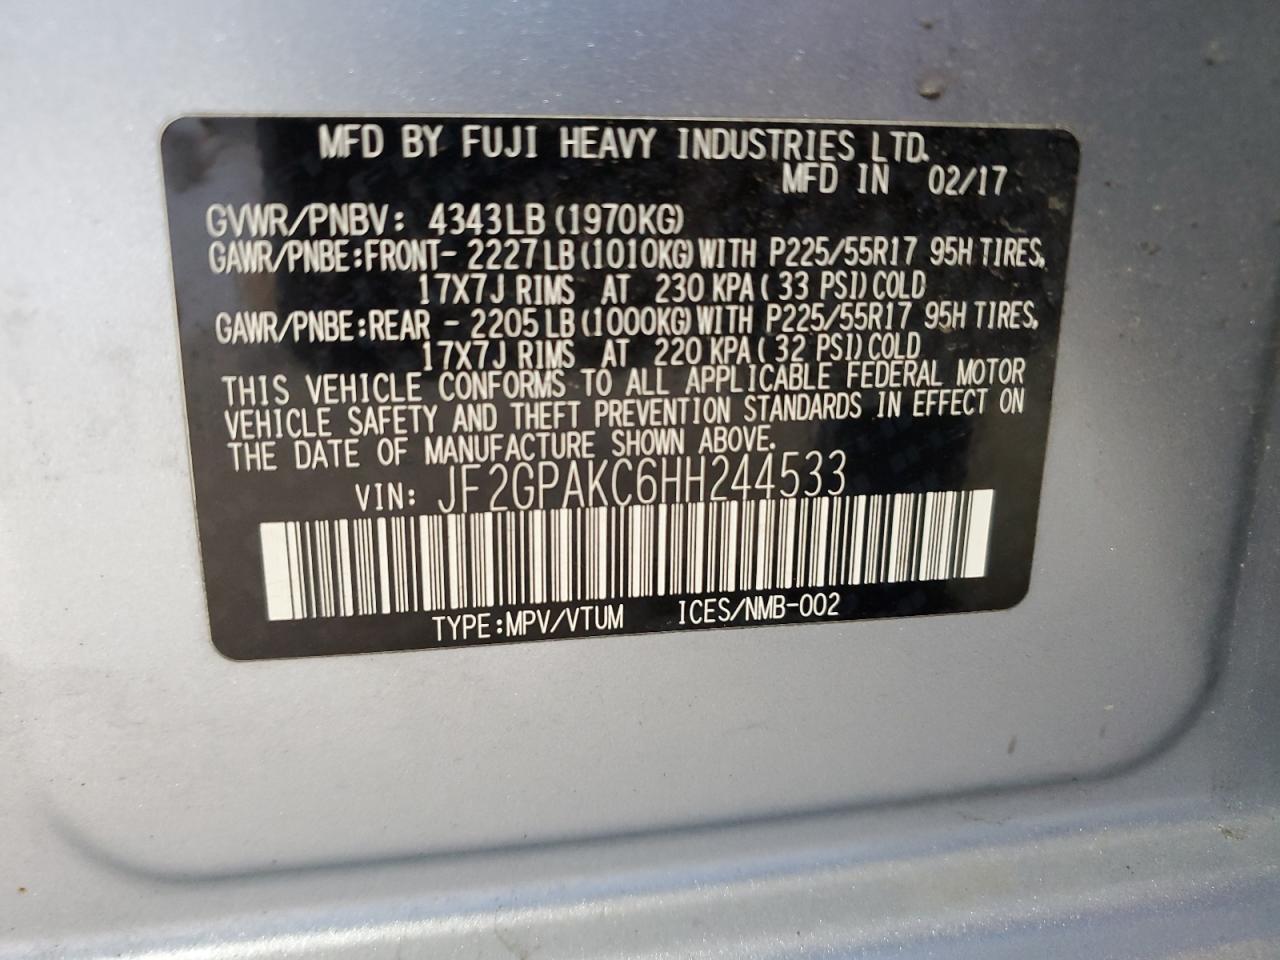 MFD BY FUJI HEAVY INDUSTRIES LTD.
MFD IN 02/17
GVWR/PNBV: 4343LB (1970KG)
GAWR/PNBE:FRONT- 2227LB (1010KG) WITH P225/55R17 95H TIRES,
17X7J RIMS AT 230 KPA ( 33 PSI) COLD
GAWR/PNBE:REAR - 2205LB (1000KG) WITH P225/55R17 95H TIRES,
17X7J RIMS AT 220 KPA ( 32 PSI) COLD
THIS VEHICLE CONFORMS TO ALL APPLICABLE FEDERAL MOTOR
VEHICLE SAFETY AND THEFT PREVENTION STANDARDS IN EFFECT ON
THE DATE OF MANUFACTURE SHOWN ABOVE.
VIN: JF2GPAKC6HH244533
TYPE:MPV/VTUM ICES/NMB-002